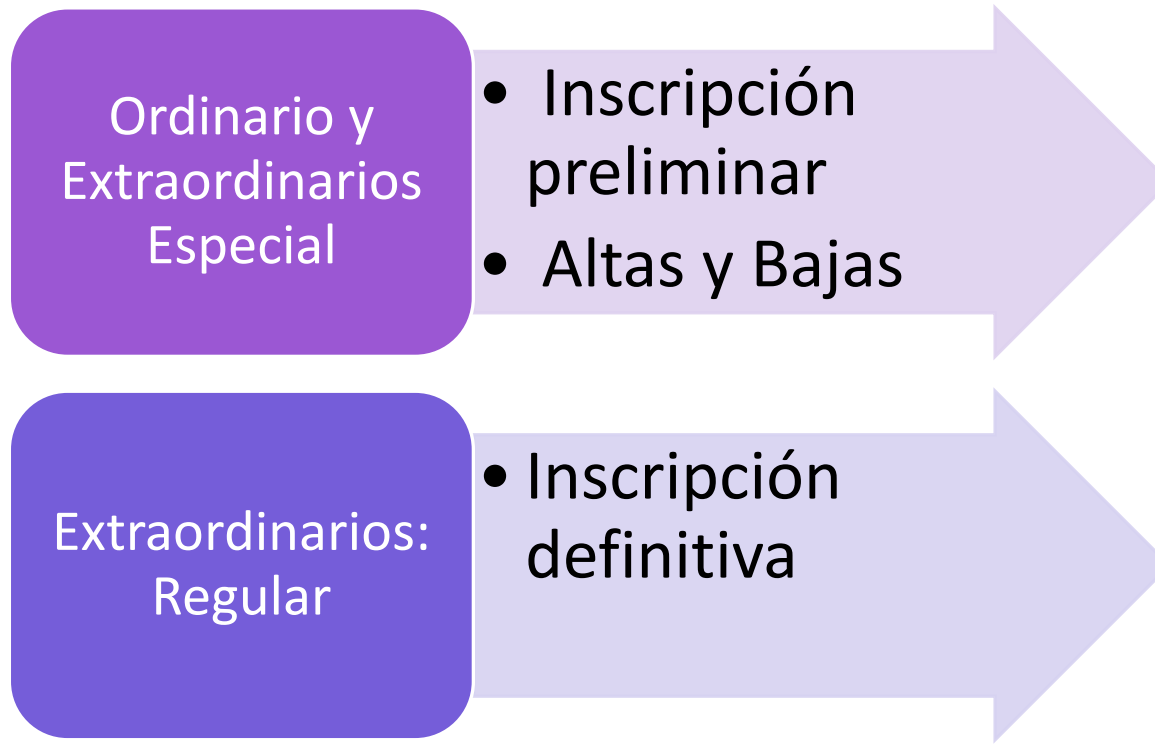 Ordinario y
Extraordinarios
Especial
• Inscripción
preliminar
• Altas y Bajas
Extraordinarios:
Regular
• Inscripción
definitiva